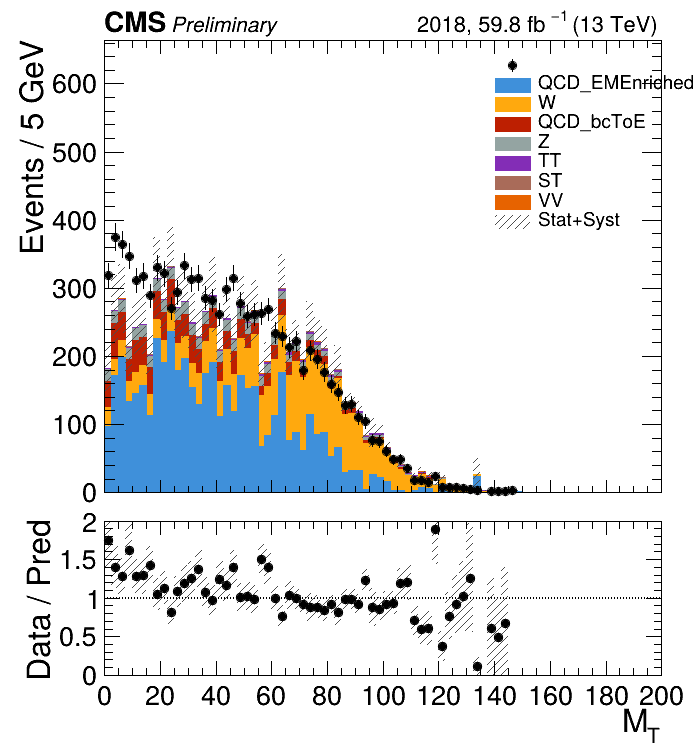 CMS Preliminary 2018, 59.8 fb⁻¹ (13 TeV)
Events / 5 GeV
600
500
400
300
200
100
0
QCD_EMEnriched
W
QCD_bcToE
Z
TT
ST
VV
Stat+Syst
Data / Pred
2
1.5
1
0.5
0
0 20 40 60 80 100 120 140 160 180 200
M_T